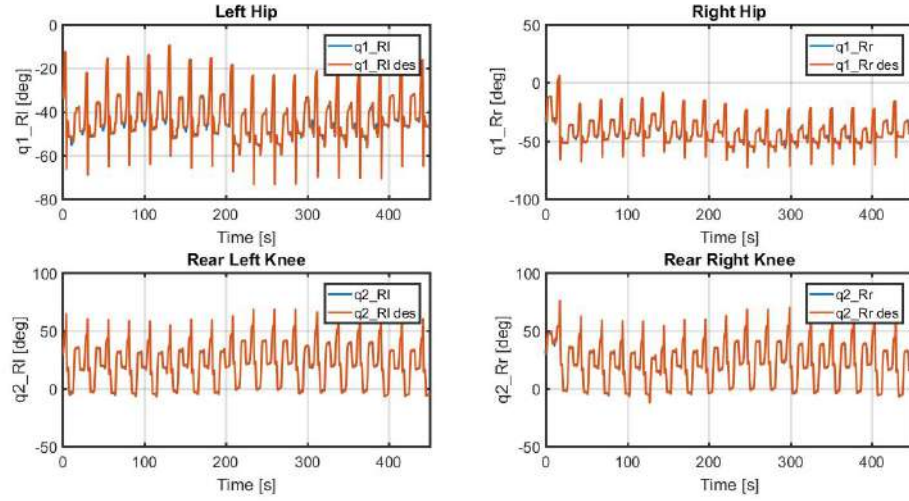 Left Hip
0
-20
-40
-60
-80
q1_Rl [deg]
q1_Rl
q1_Rl des
0 100 200 300 400
Time [s]
Right Hip
50
0
-50
-100
q1_Rr [deg]
q1_Rr
q1_Rr des
0 100 200 300 400
Time [s]
Rear Left Knee
100
50
0
-50
q2_Rl [deg]
q2_Rl
q2_Rl des
0 100 200 300 400
Time [s]
Rear Right Knee
100
50
0
-50
q2_Rr [deg]
q2_Rr
q2_Rr des
0 100 200 300 400
Time [s]